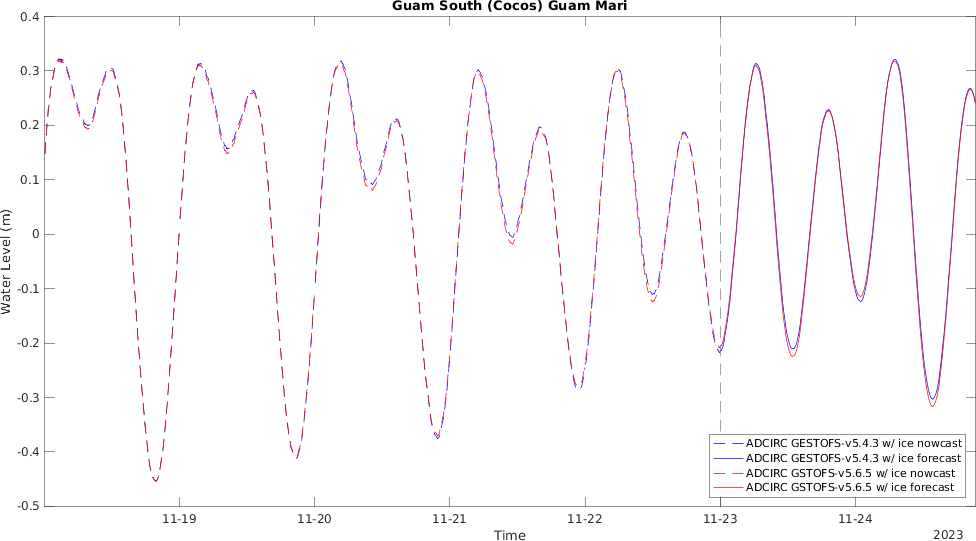 Guam South (Cocos) Guam Mari
0.4
0.3
0.2
0.1
0
-0.1
-0.2
-0.3
-0.4
-0.5
Water Level (m)
11-19
11-20
11-21
11-22
11-23
11-24
Time
2023
ADCIRC GESTOFS-v5.4.3 w/ ice nowcast
ADCIRC GESTOFS-v5.4.3 w/ ice forecast
ADCIRC GSTOFS-v5.6.5 w/ ice nowcast
ADCIRC GSTOFS-v5.6.5 w/ ice forecast